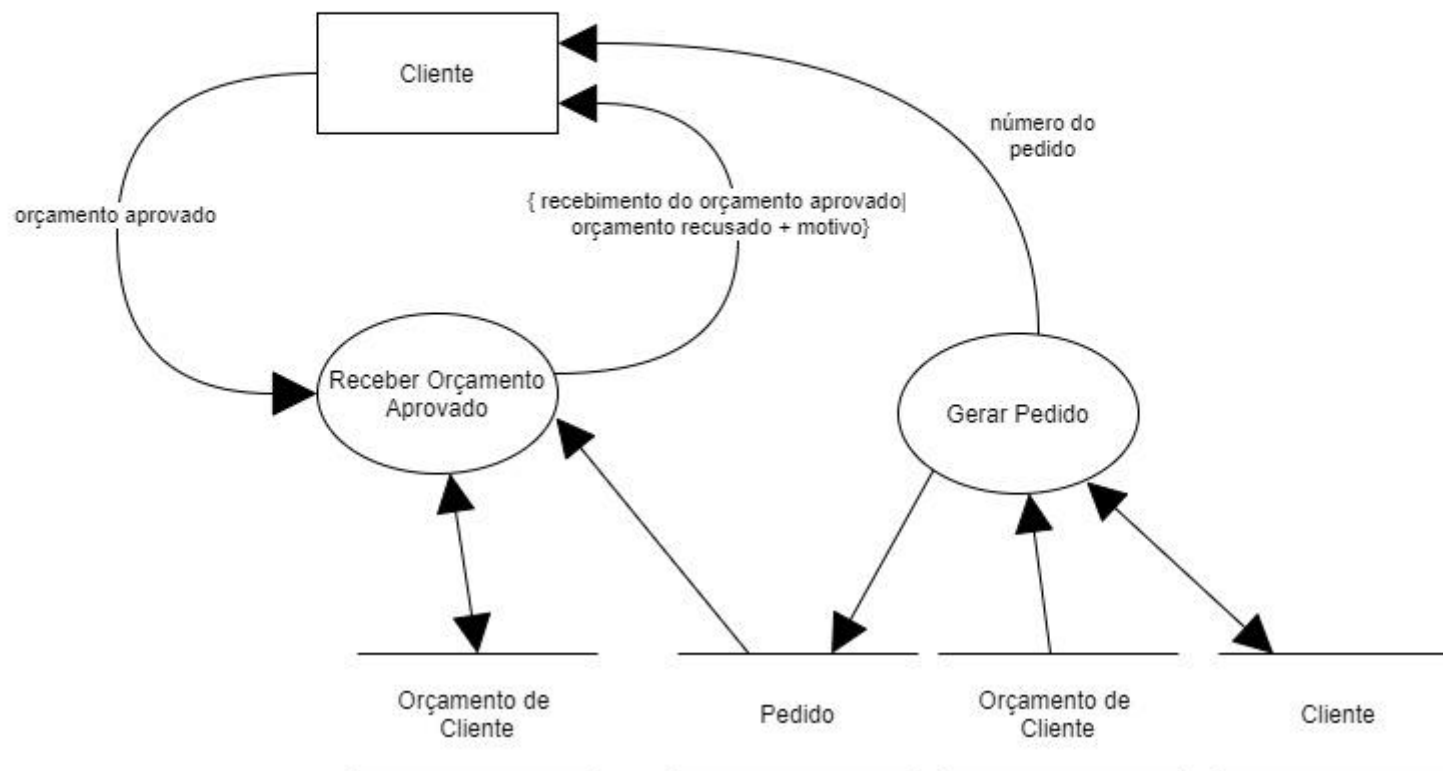 Cliente
número do
pedido
orçamento aprovado
{ recebimento do orçamento aprovado|
orçamento recusado + motivo}
Receber Orçamento
Aprovado
Gerar Pedido
Orçamento de
Cliente
Pedido
Orçamento de
Cliente
Cliente